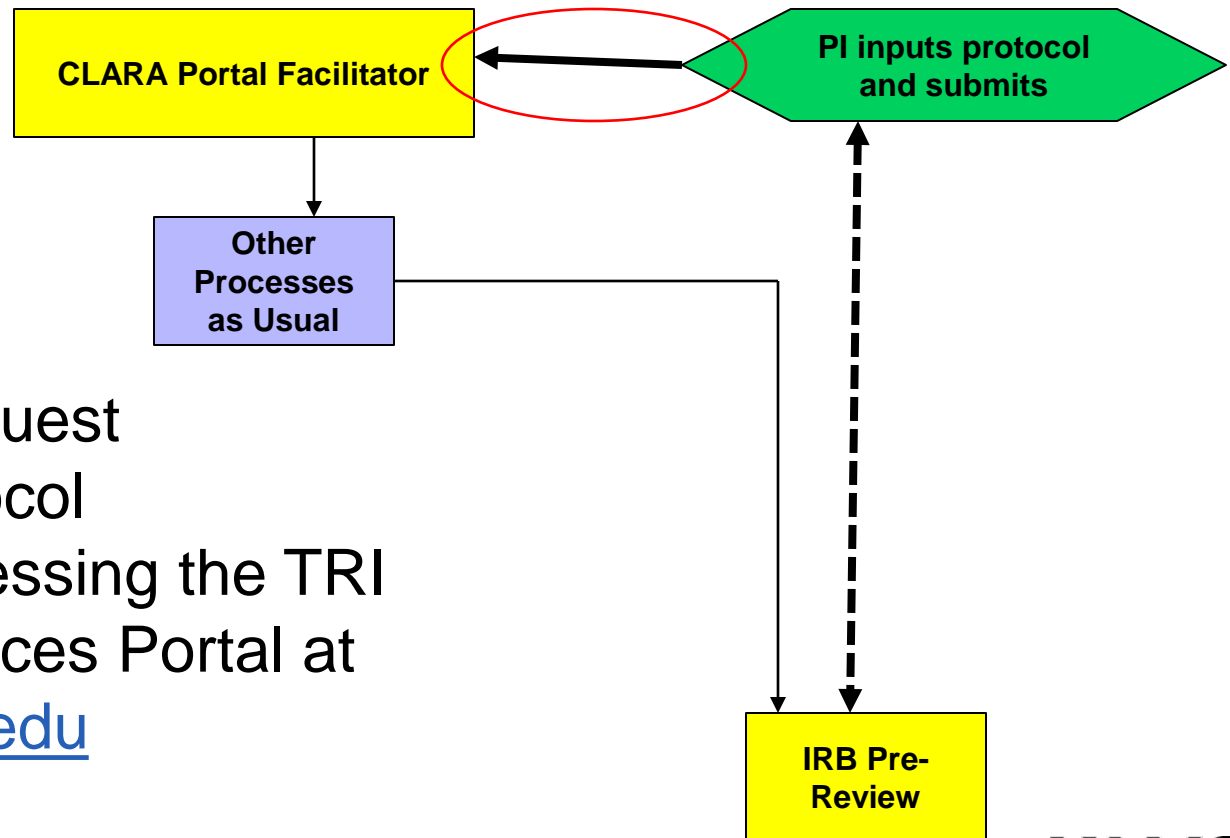 CLARA Portal Facilitator
PI inputs protocol
and submits
Other
Processes
as Usual
uest
ocol
essing the TRI
ces Portal at
edu
IRB Pre-
Review